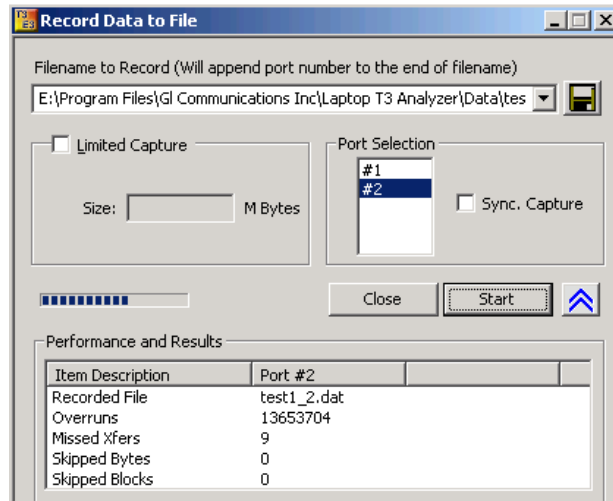 T3 E3 Record Data to File
Filename to Record (Will append port number to the end of filename)
E:\Program Files\Gl Communications Inc\Laptop T3 Analyzer\Data\tes
Limited Capture
Size: M Bytes
Port Selection
#1
#2
Sync. Capture
Close Start
Performance and Results
Item Description Port #2
Recorded File test1_2.dat
Overruns 13653704
Missed Xfers 9
Skipped Bytes 0
Skipped Blocks 0